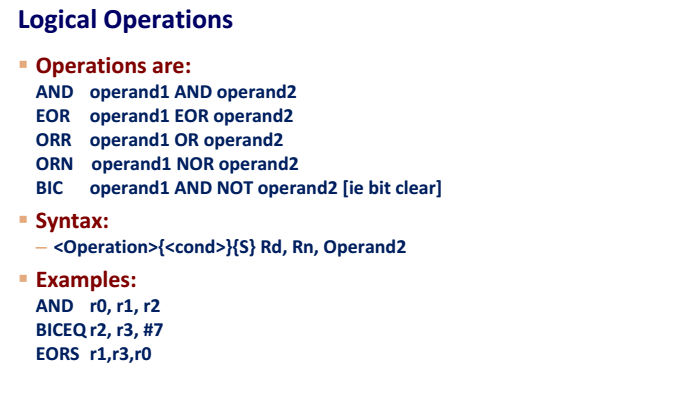 Logical Operations
▪ Operations are:
AND operand1 AND operand2
EOR operand1 EOR operand2
ORR operand1 OR operand2
ORN operand1 NOR operand2
BIC operand1 AND NOT operand2 [ie bit clear]
▪ Syntax:
– <Operation>{<cond>}{S} Rd, Rn, Operand2
▪ Examples:
AND r0, r1, r2
BICEQ r2, r3, #7
EORS r1,r3,r0